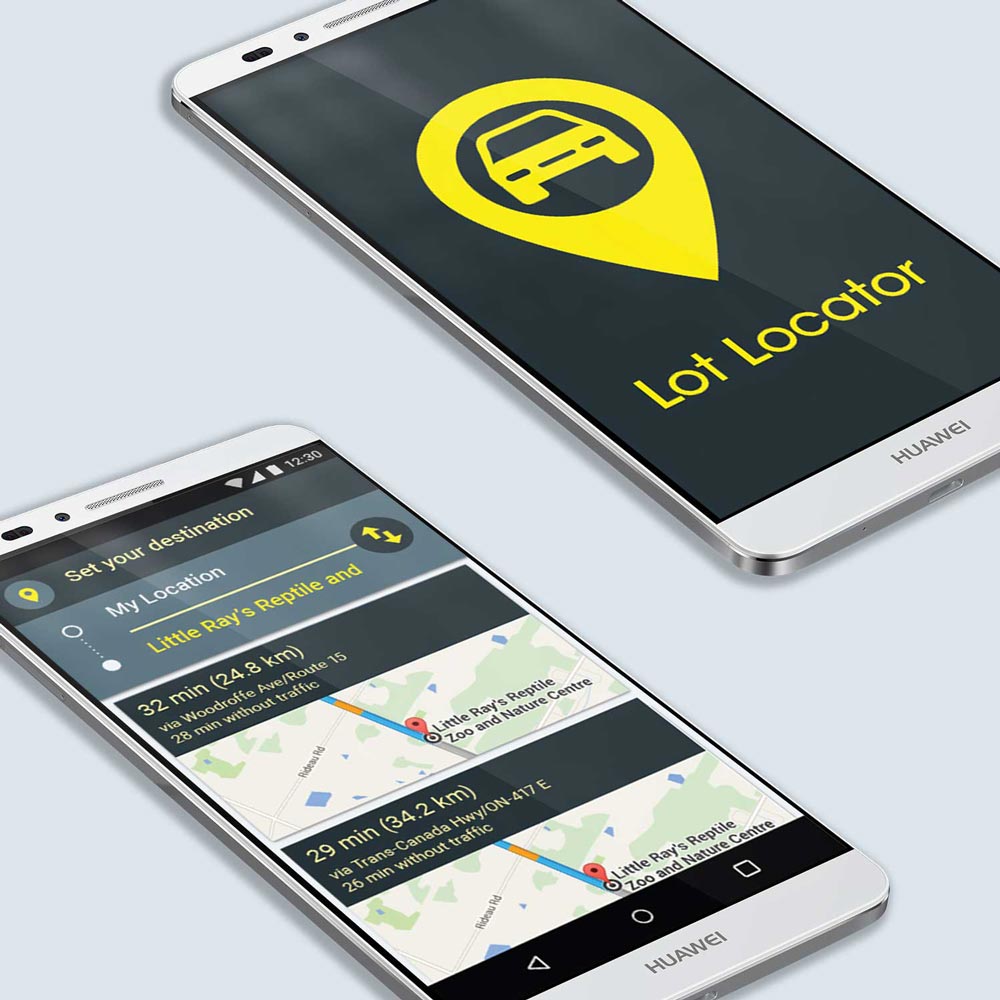 Lot Locator
HUAWEI
12:30
Set your destination
My Location
Little Ray's Reptile and
32 min (24.8 km)
via Woodroffe Ave/Route 15
28 min without traffic
Rideau Rd
Little Ray's Reptile
Zoo and Nature Centre
29 min (34.2 km)
via Trans-Canada Hwy/ON-417 E
26 min without traffic
Rideau Rd
Little Ray's Reptile
Zoo and Nature Centre
HUAWEI